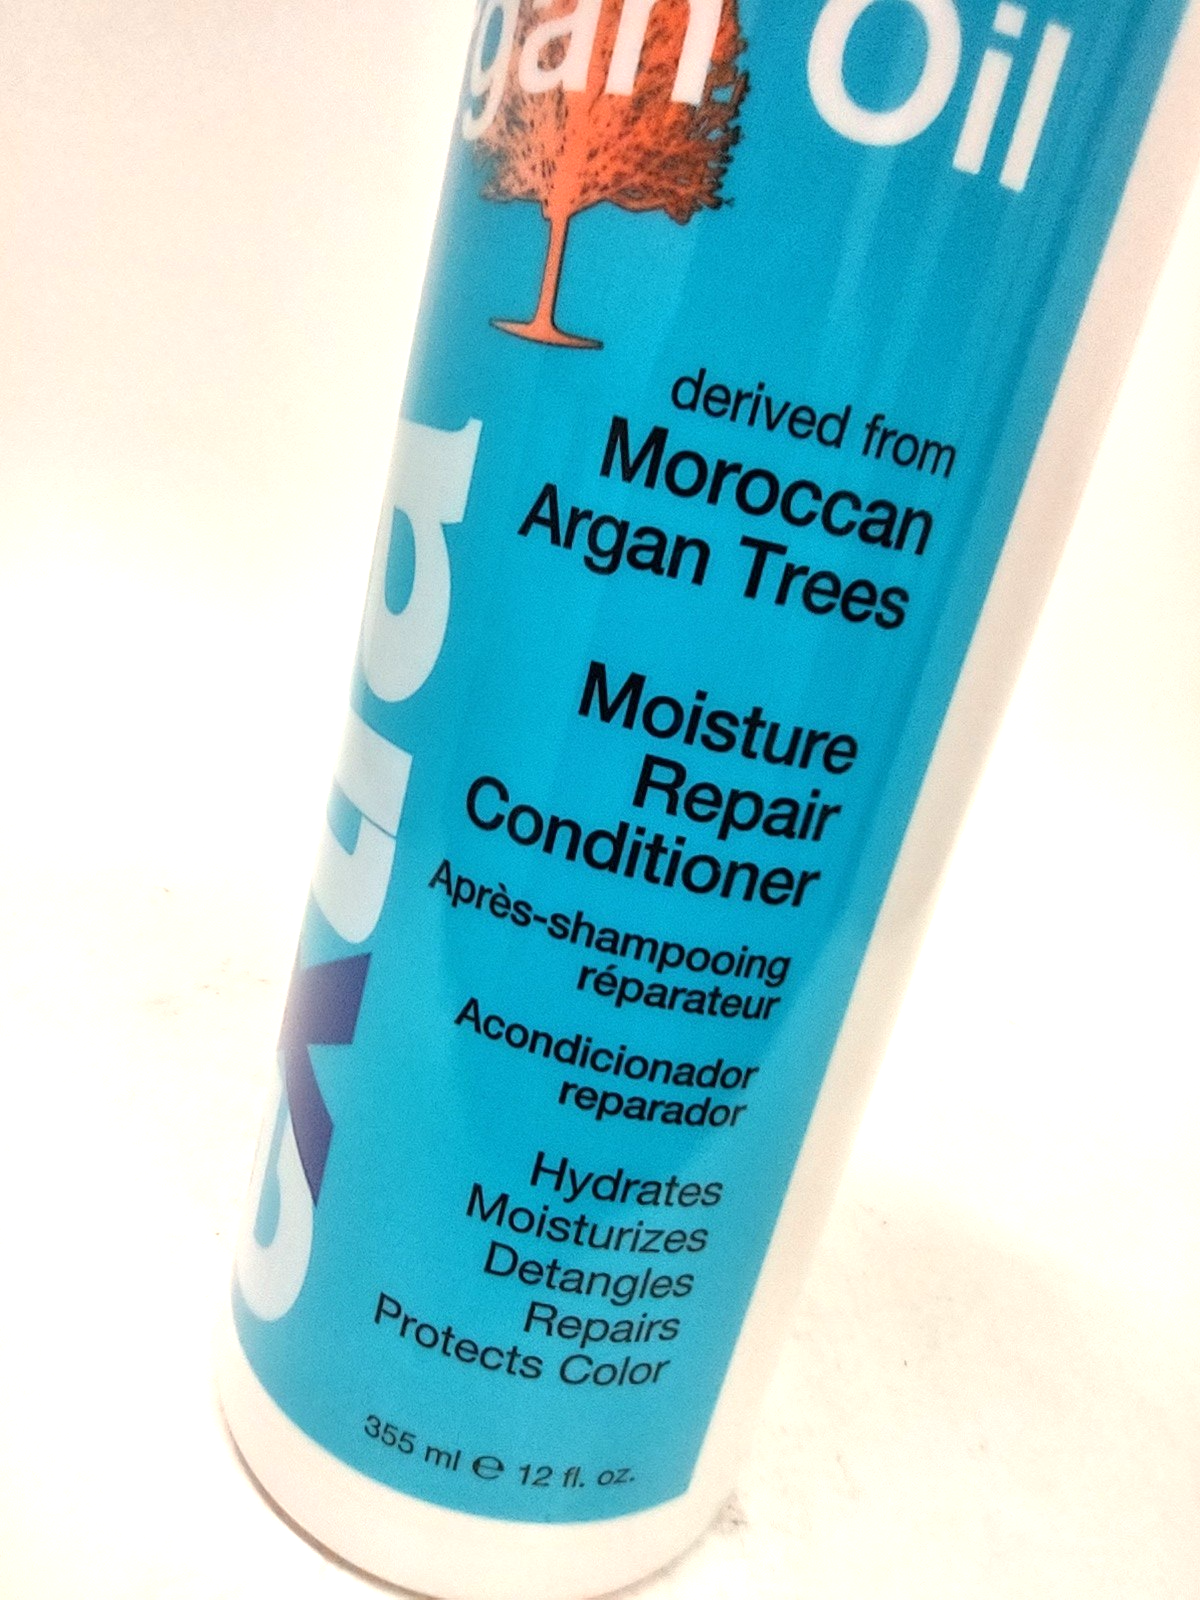 Oil
derived from
Moroccan
Argan Trees
Moisture
Repair
Conditioner
Après-shampooing
réparateur
Acondicionador
reparador
Hydrates
Moisturizes
Detangles
Repairs
Protects Color
355 ml e 12 fl. oz.